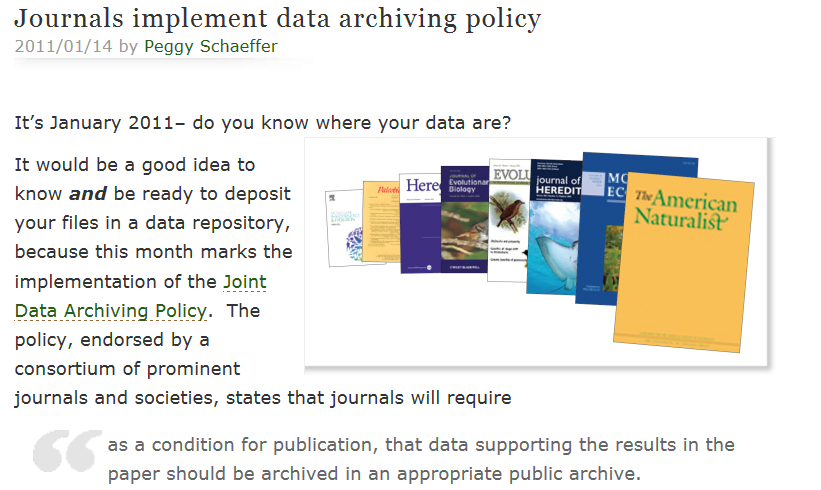 Journals implement data archiving policy
2011/01/14 by Peggy Schaeffer
It’s January 2011– do you know where your data are?
It would be a good idea to
know and be ready to deposit
your files in a data repository,
because this month marks the
implementation of the Joint
Data Archiving Policy.  The
policy, endorsed by a
consortium of prominent
journals and societies, states that journals will require
as a condition for publication, that data supporting the results in the
paper should be archived in an appropriate public archive.
Hered
JOURNAL OF
Evolutionar
Biology
EVOLU
journal of
HEREDIT
MO
EC
The American
Naturalist